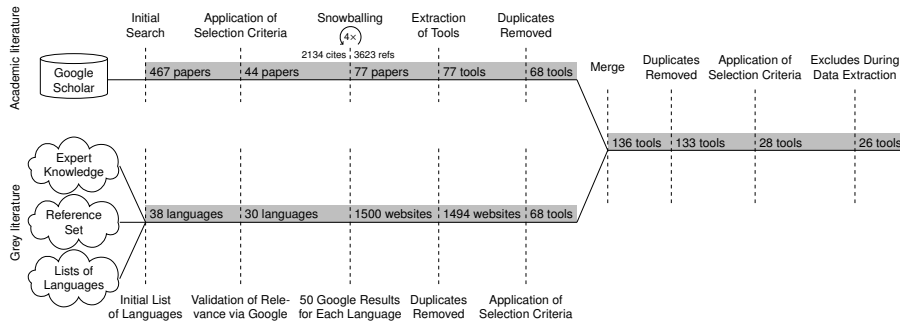 Academic literature
Initial
Search
Application of
Selection Criteria
Snowballing
4×
2134 cites
3623 refs
Extraction
of Tools
Duplicates
Removed
Google
Scholar
467 papers
44 papers
77 papers
77 tools
68 tools
Merge
Duplicates
Removed
Application of
Selection Criteria
Excludes During
Data Extraction
136 tools
133 tools
28 tools
26 tools
Grey literature
Expert
Knowledge
Reference
Set
Lists of
Languages
38 languages
30 languages
1500 websites
1494 websites
68 tools
Initial List
of Languages
Validation of Rele-
vance via Google
50 Google Results
for Each Language
Duplicates
Removed
Application of
Selection Criteria